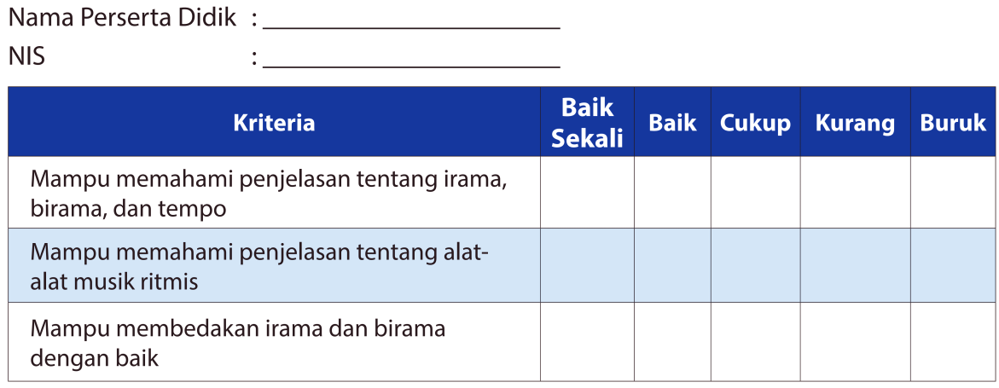 Nama Perserta Didik : ____________________
NIS : ____________________
Kriteria Baik Sekali Baik Cukup Kurang Buruk
Mampu memahami penjelasan tentang irama,
birama, dan tempo
Mampu memahami penjelasan tentang alat-
alat musik ritmis
Mampu membedakan irama dan birama
dengan baik